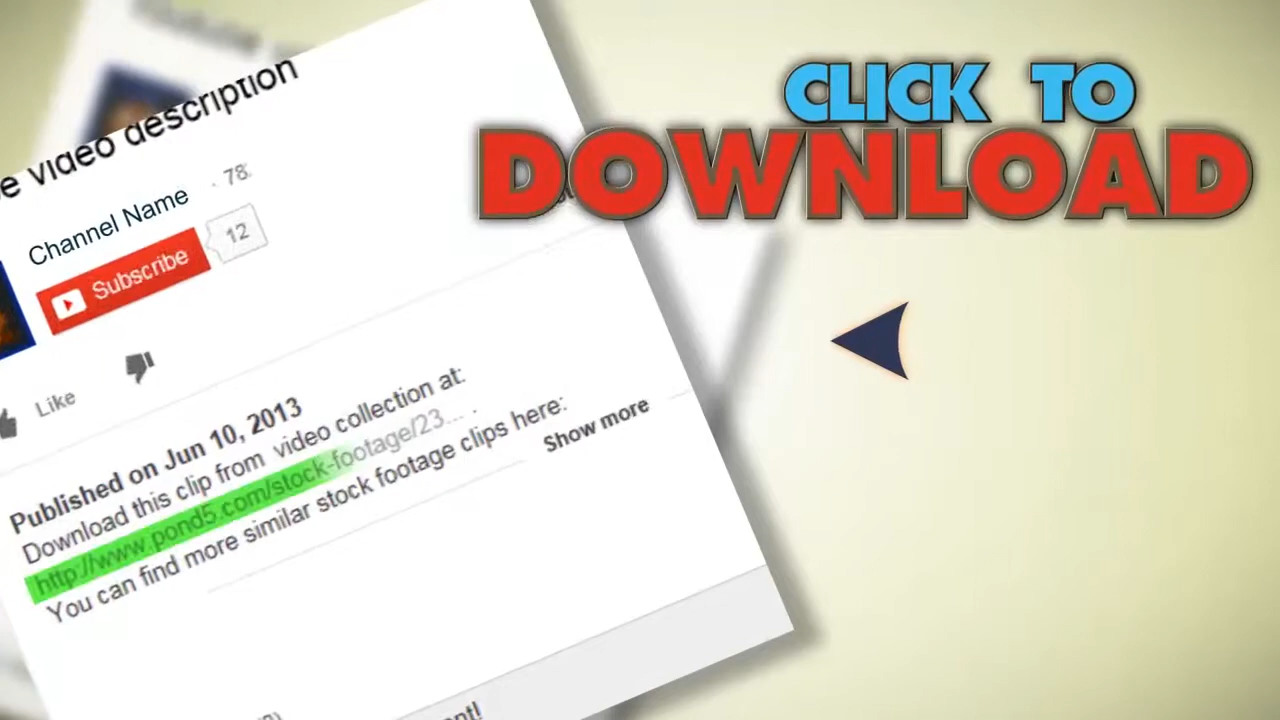 CLICK TO
DOWNLOAD
e video description
Channel Name
78
Subscribe
12
Like
Published on Jun 10, 2013
Download this clip from video collection at:
http://www.pond5.com/stock-footage/23...
You can find more similar stock footage clips here:
Show more